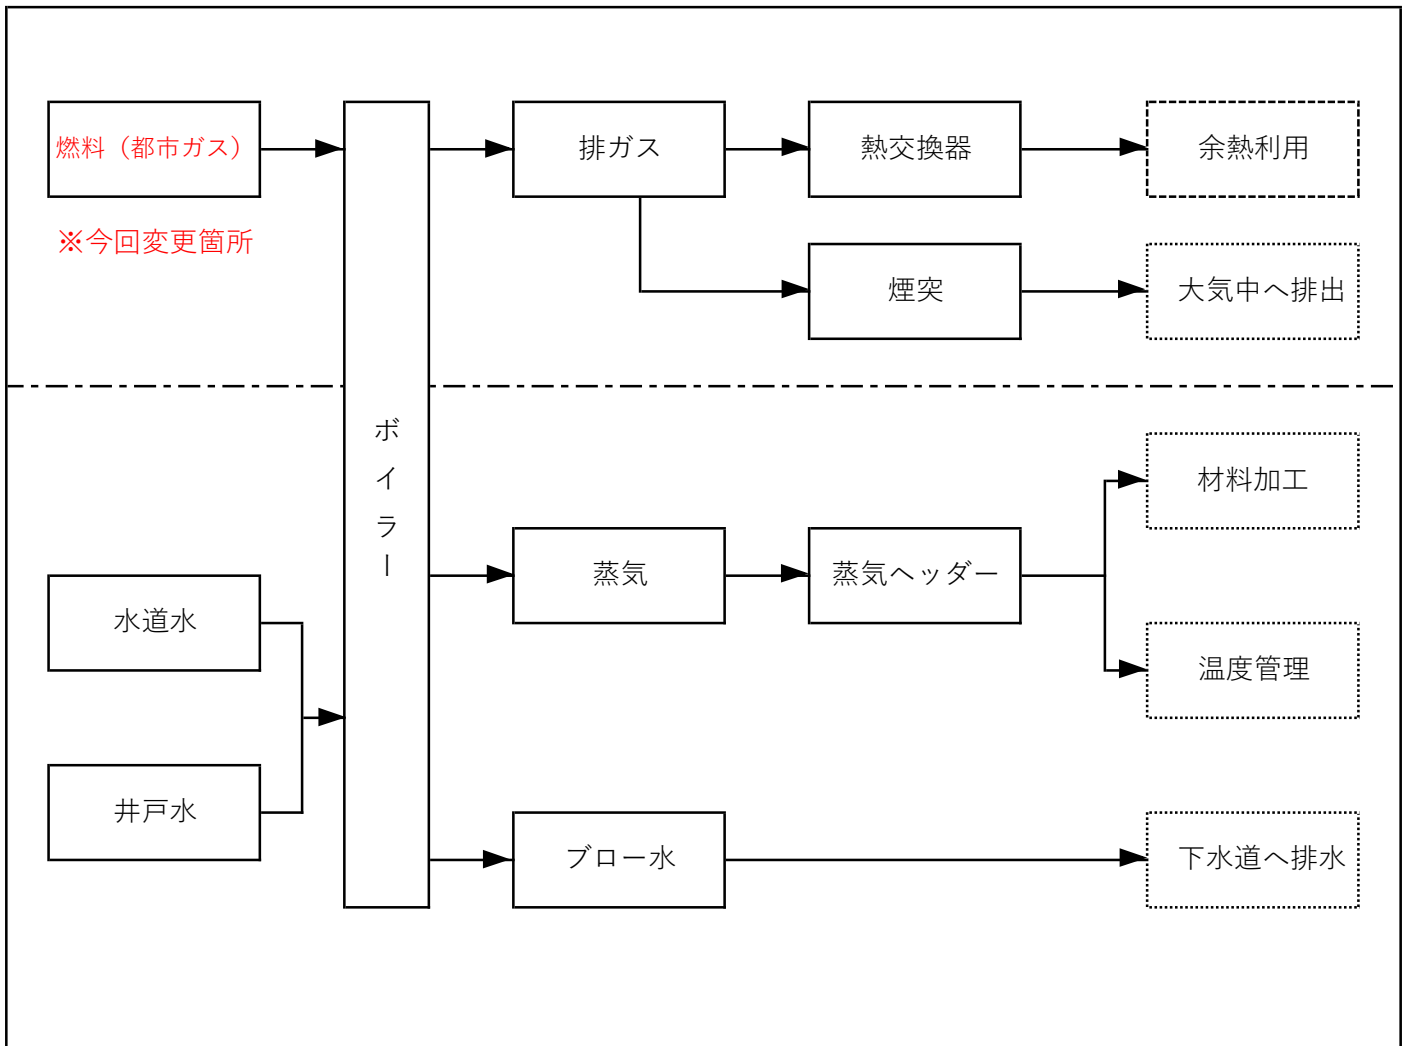 燃料（都市ガス）
排ガス
熱交換器
余熱利用
※今回変更箇所
煙突
大気中へ排出
ボイラー
材料加工
蒸気
蒸気ヘッダー
水道水
温度管理
井戸水
ブロー水
下水道へ排水